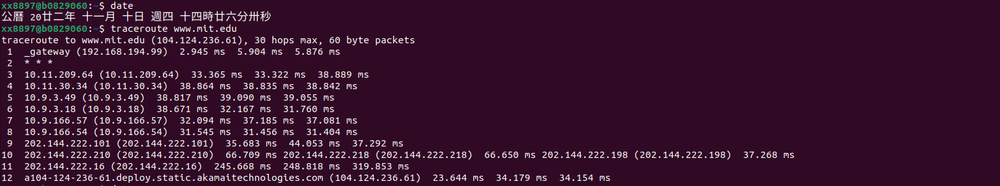 xx8897@b0829060:~$ date
公曆 20廿二年 十一月 十日 週四 十四時廿六分卅秒
xx8897@b0829060:~$ traceroute www.mit.edu
traceroute to www.mit.edu (104.124.236.61), 30 hops max, 60 byte packets
 1  _gateway (192.168.194.99)  2.945 ms  5.904 ms  5.876 ms
 2  * * *
 3  10.11.209.64 (10.11.209.64)  33.365 ms  33.322 ms  38.889 ms
 4  10.11.30.34 (10.11.30.34)  38.864 ms  38.835 ms  38.842 ms
 5  10.9.3.49 (10.9.3.49)  38.817 ms  39.090 ms  39.055 ms
 6  10.9.3.18 (10.9.3.18)  38.671 ms  32.167 ms  31.760 ms
 7  10.9.166.57 (10.9.166.57)  32.094 ms  37.185 ms  37.081 ms
 8  10.9.166.54 (10.9.166.54)  31.545 ms  31.456 ms  31.404 ms
 9  202.144.222.101 (202.144.222.101)  35.683 ms  44.053 ms  37.292 ms
10  202.144.222.210 (202.144.222.210)  66.709 ms 202.144.222.218 (202.144.222.218)  66.650 ms 202.144.222.198 (202.144.222.198)  37.268 ms
11  202.144.222.16 (202.144.222.16)  245.668 ms  248.818 ms  319.853 ms
12  a104-124-236-61.deploy.static.akamaitechnologies.com (104.124.236.61)  23.644 ms  34.179 ms  34.154 ms